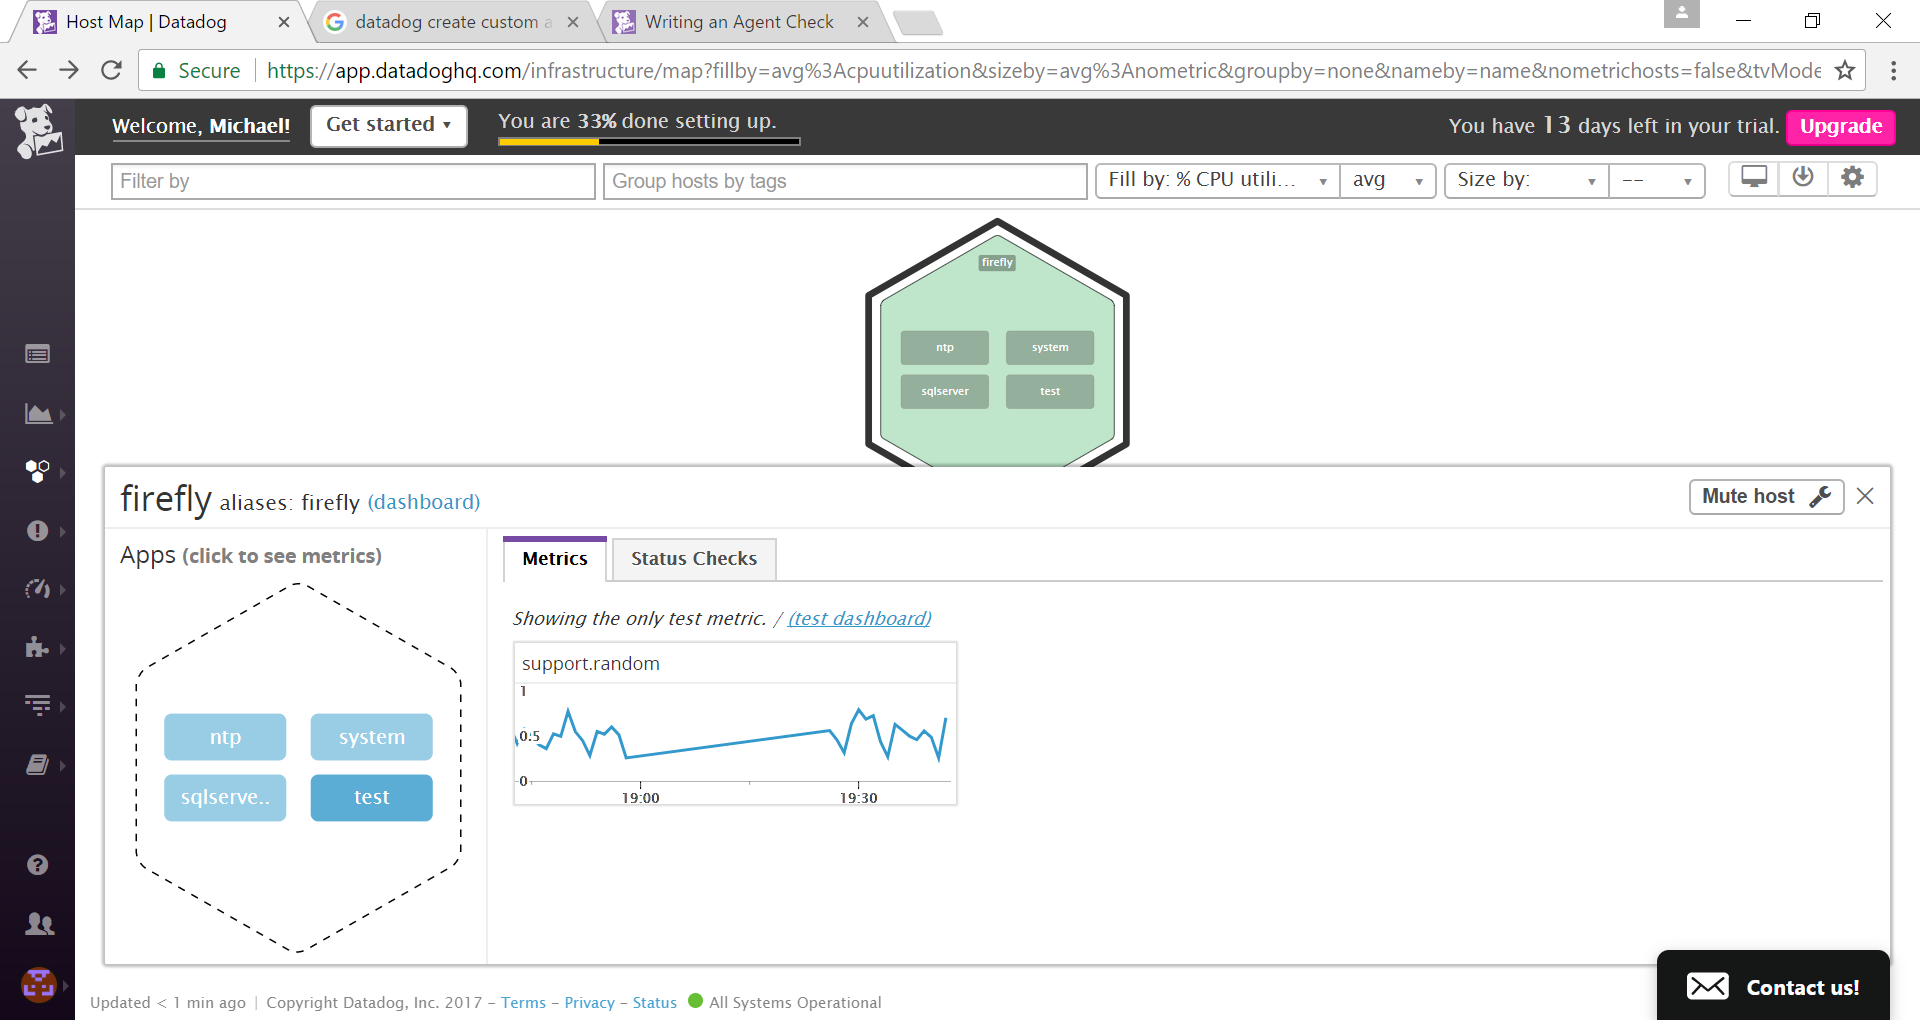 Host Map | Datadog
datadog create custom a
Writing an Agent Check
Secure
https://app.datadoghq.com/infrastructure/map?fillby=avg%3Acpuutilization&sizeby=avg%3Anometric&groupby=none&nameby=name&nometrichosts=false&tvMode
Welcome, Michael!
Get started
You are 33% done setting up.
You have 13 days left in your trial.
Upgrade
Filter by
Group hosts by tags
Fill by: % CPU utili...
avg
Size by:
--
firefly
ntp
system
sqlserver
test
firefly aliases: firefly (dashboard)
Mute host
Apps (click to see metrics)
Metrics
Status Checks
Showing the only test metric. / (test dashboard)
support.random
1
0.5
0
19:00
19:30
ntp
system
sqlserve..
test
Updated < 1 min ago | Copyright Datadog, Inc. 2017 – Terms – Privacy – Status All Systems Operational
Contact us!